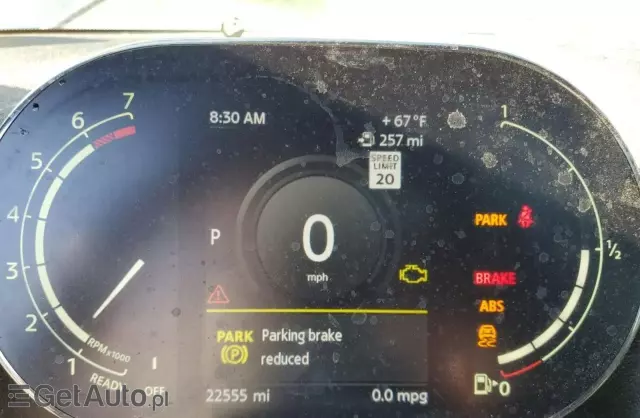 8:30 AM
+ 67°F
257 mi
SPEED
LIMIT
20
7
6
5
4
3
2
1
RPM x1000
READY
OFF
P
0
mph
PARK
BRAKE
ABS
1
1/2
0
PARK Parking brake
(P) reduced
22555 mi
0.0 mpg
GetAuto.pl